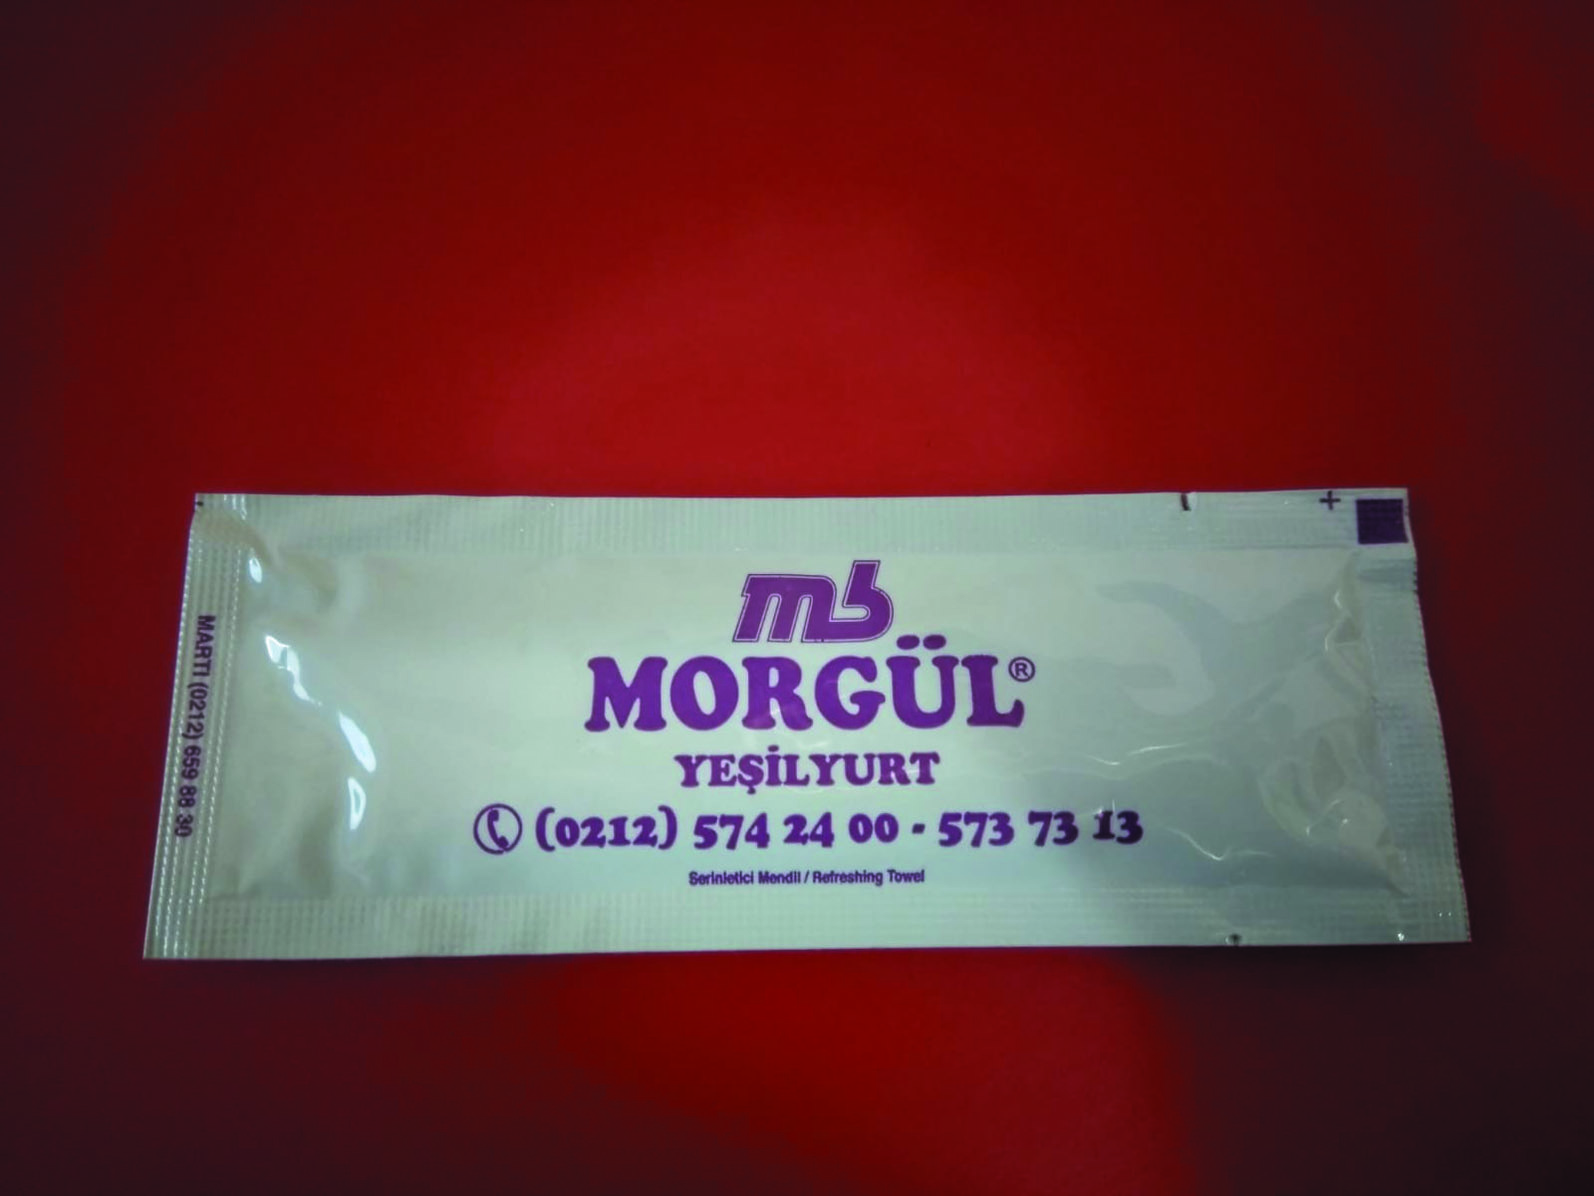 mb
MORGÜL®
YEŞİLYURT
(0212) 574 24 00 - 573 73 13
Serinletici Mendil / Refreshing Towel
MARTI (0212) 659 88 30